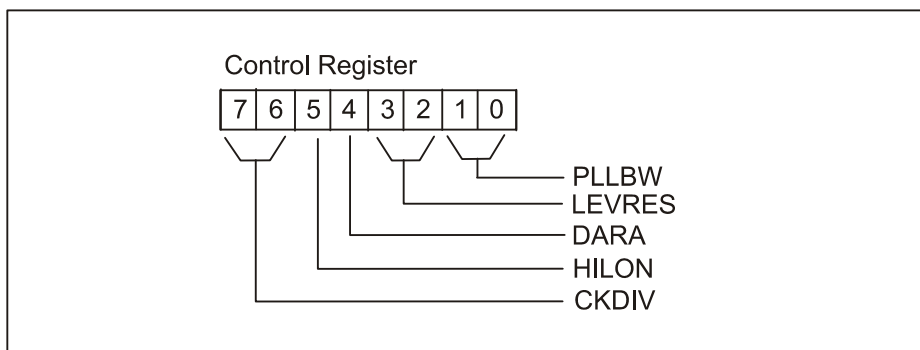 Control Register
7 6 5 4 3 2 1 0
PLLBW
LEVRES
DARA
HILON
CKDIV